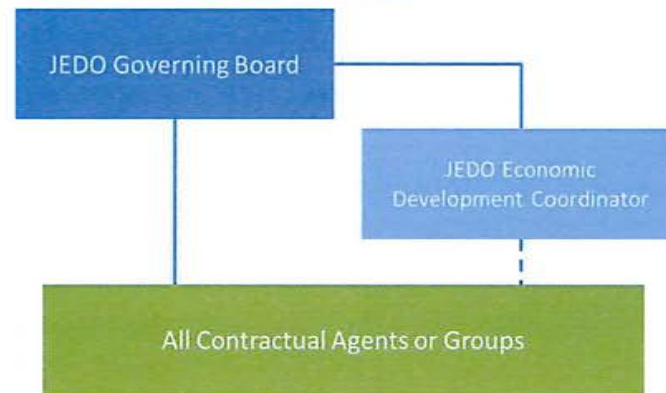 JEDO Governing Board
JEDO Economic
Development Coordinator
All Contractual Agents or Groups